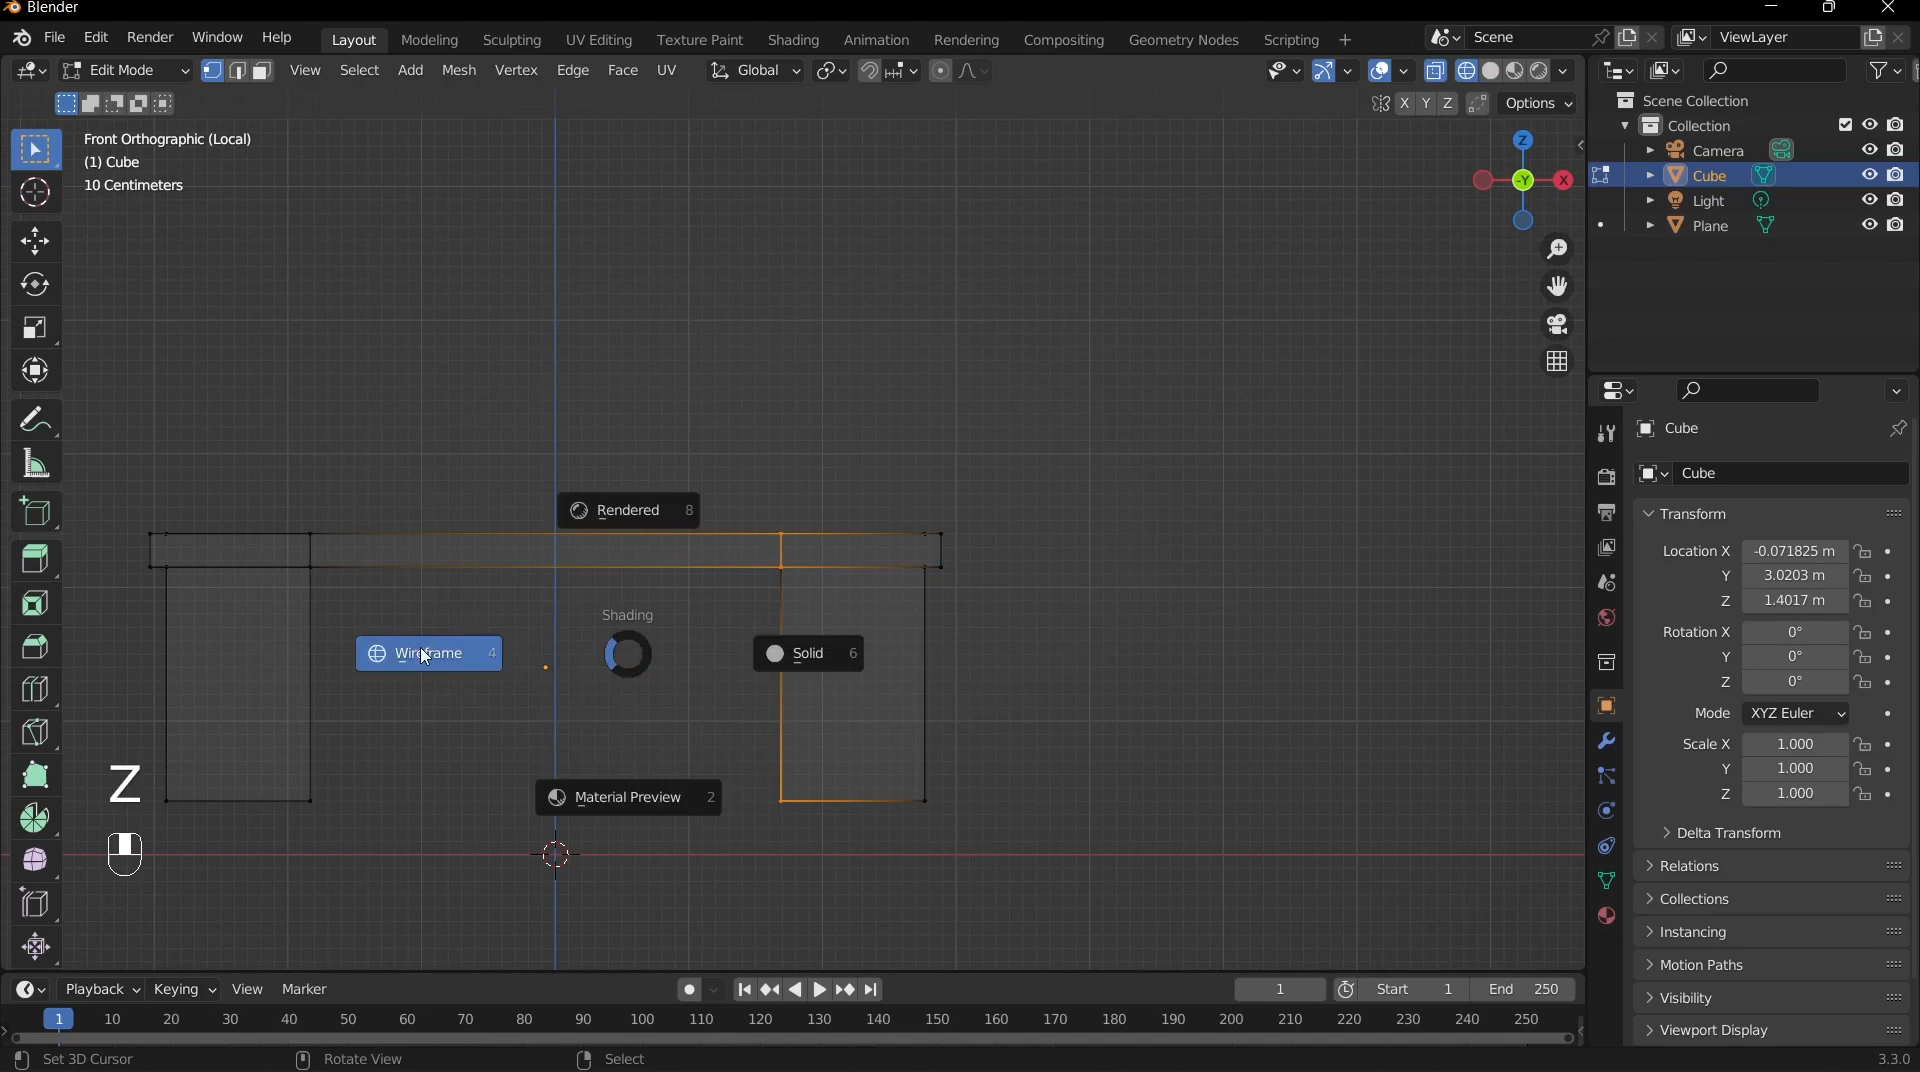 Blender
File Edit Render Window Help Layout Modeling Sculpting UV Editing Texture Paint Shading Animation Rendering Compositing Geometry Nodes Scripting + Scene ViewLayer
Edit Mode View Select Add Mesh Vertex Edge Face UV Global
X Y Z Options
Front Orthographic (Local)
(1) Cube
10 Centimeters
Z
-Y
X
Scene Collection
Collection
Camera
Cube
Light
Plane
Rendered 8
Shading
Wireframe 4
Solid 6
Material Preview 2
Z
Cube
Cube
Transform
Location X -0.071825 m
Y 3.0203 m
Z 1.4017 m
Rotation X 0°
Y 0°
Z 0°
Mode XYZ Euler
Scale X 1.000
Y 1.000
Z 1.000
Delta Transform
Relations
Collections
Instancing
Motion Paths
Visibility
Viewport Display
Playback Keying View Marker 1 Start 1 End 250
1 10 20 30 40 50 60 70 80 90 100 110 120 130 140 150 160 170 180 190 200 210 220 230 240 250
Set 3D Cursor Rotate View Select 3.3.0